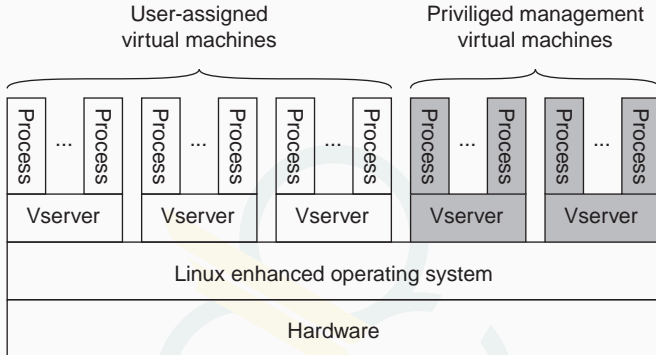 User-assigned
virtual machines
Priviliged management
virtual machines
Process ... Process Process ... Process Process ... Process Process ... Process Process ... Process
Vserver Vserver Vserver Vserver Vserver
Linux enhanced operating system
Hardware